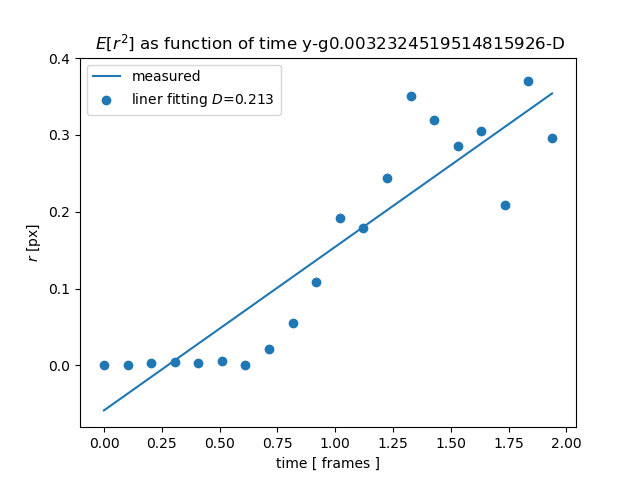 E[r²] as function of time y-g0.0032324519514815926-D
measured
liner fitting D=0.213
0.4
0.3
0.2
0.1
0.0
r [px]
0.00 0.25 0.50 0.75 1.00 1.25 1.50 1.75 2.00
time [ frames ]